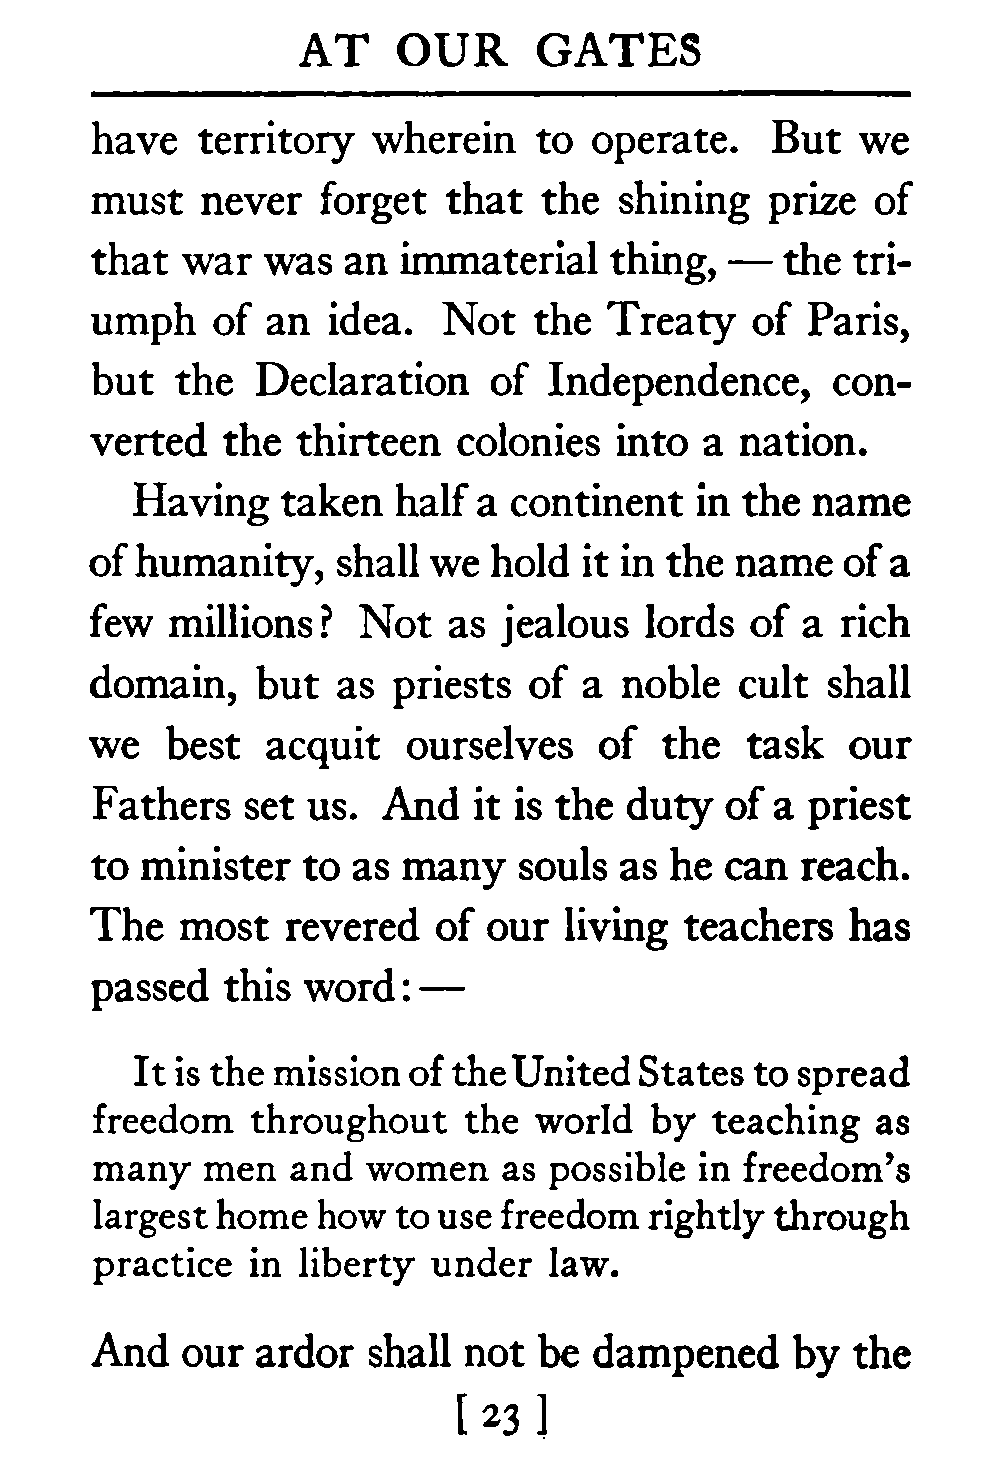 AT OUR GATES
have territory wherein to operate. But we
must never forget that the shining prize of
that war was an immaterial thing, — the tri-
umph of an idea. Not the Treaty of Paris,
but the Declaration of Independence, con-
verted the thirteen colonies into a nation.
Having taken half a continent in the name
of humanity, shall we hold it in the name of a
few millions? Not as jealous lords of a rich
domain, but as priests of a noble cult shall
we best acquit ourselves of the task our
Fathers set us. And it is the duty of a priest
to minister to as many souls as he can reach.
The most revered of our living teachers has
passed this word: —
It is the mission of the United States to spread
freedom throughout the world by teaching as
many men and women as possible in freedom's
largest home how to use freedom rightly through
practice in liberty under law.
And our ardor shall not be dampened by the
[ 23 ]